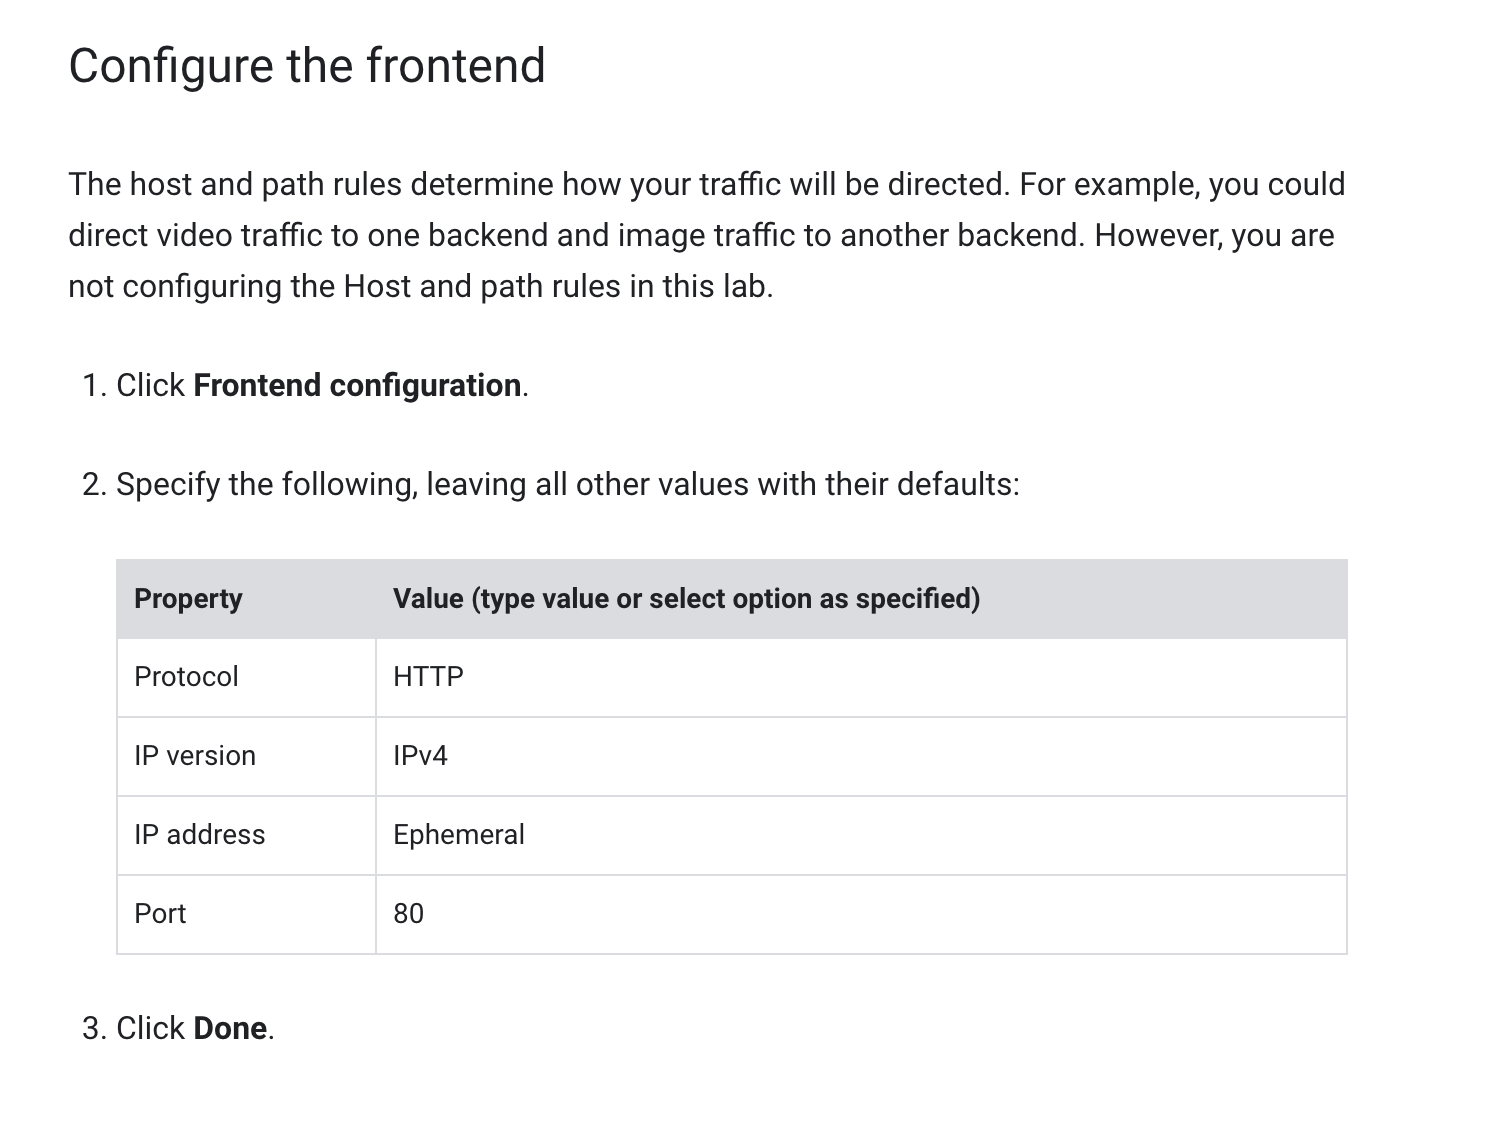 Configure the frontend
The host and path rules determine how your traffic will be directed. For example, you could
direct video traffic to one backend and image traffic to another backend. However, you are
not configuring the Host and path rules in this lab.
1. Click Frontend configuration.
2. Specify the following, leaving all other values with their defaults:
Property Value (type value or select option as specified)
Protocol HTTP
IP version IPv4
IP address Ephemeral
Port 80
3. Click Done.